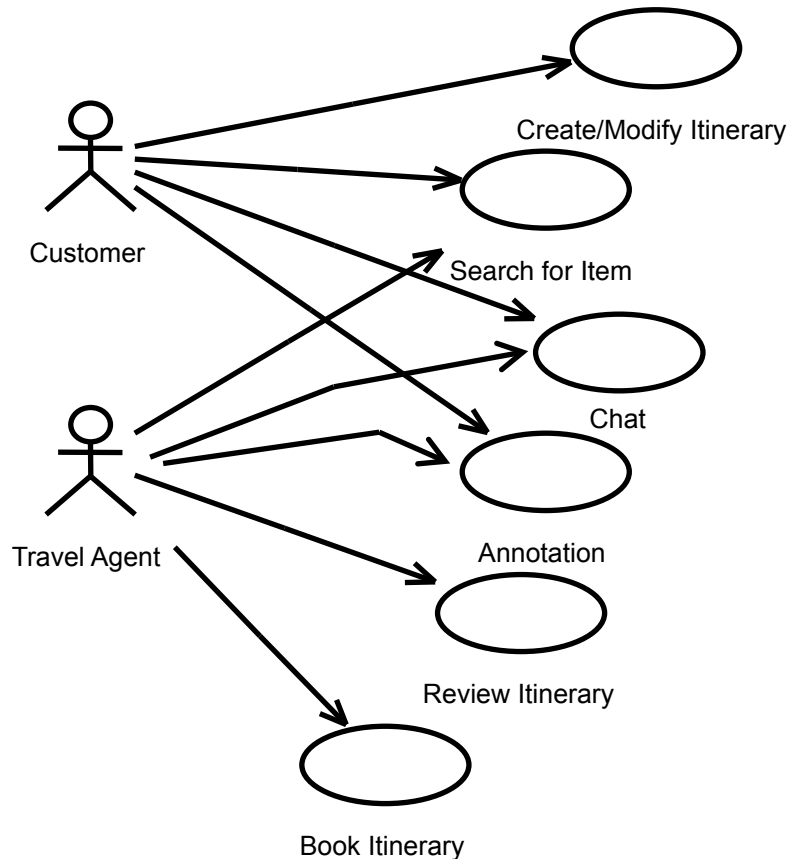 Create/Modify Itinerary
Customer
Search for Item
Chat
Travel Agent
Annotation
Review Itinerary
Book Itinerary